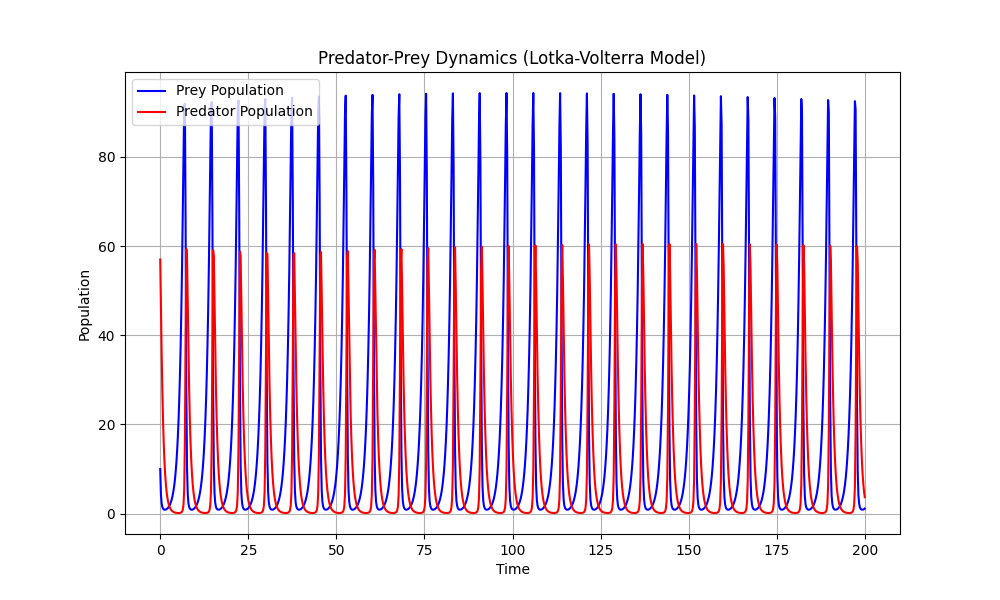 Predator-Prey Dynamics (Lotka-Volterra Model)
Prey Population
Predator Population
80
60
40
20
0
Population
0 25 50 75 100 125 150 175 200
Time